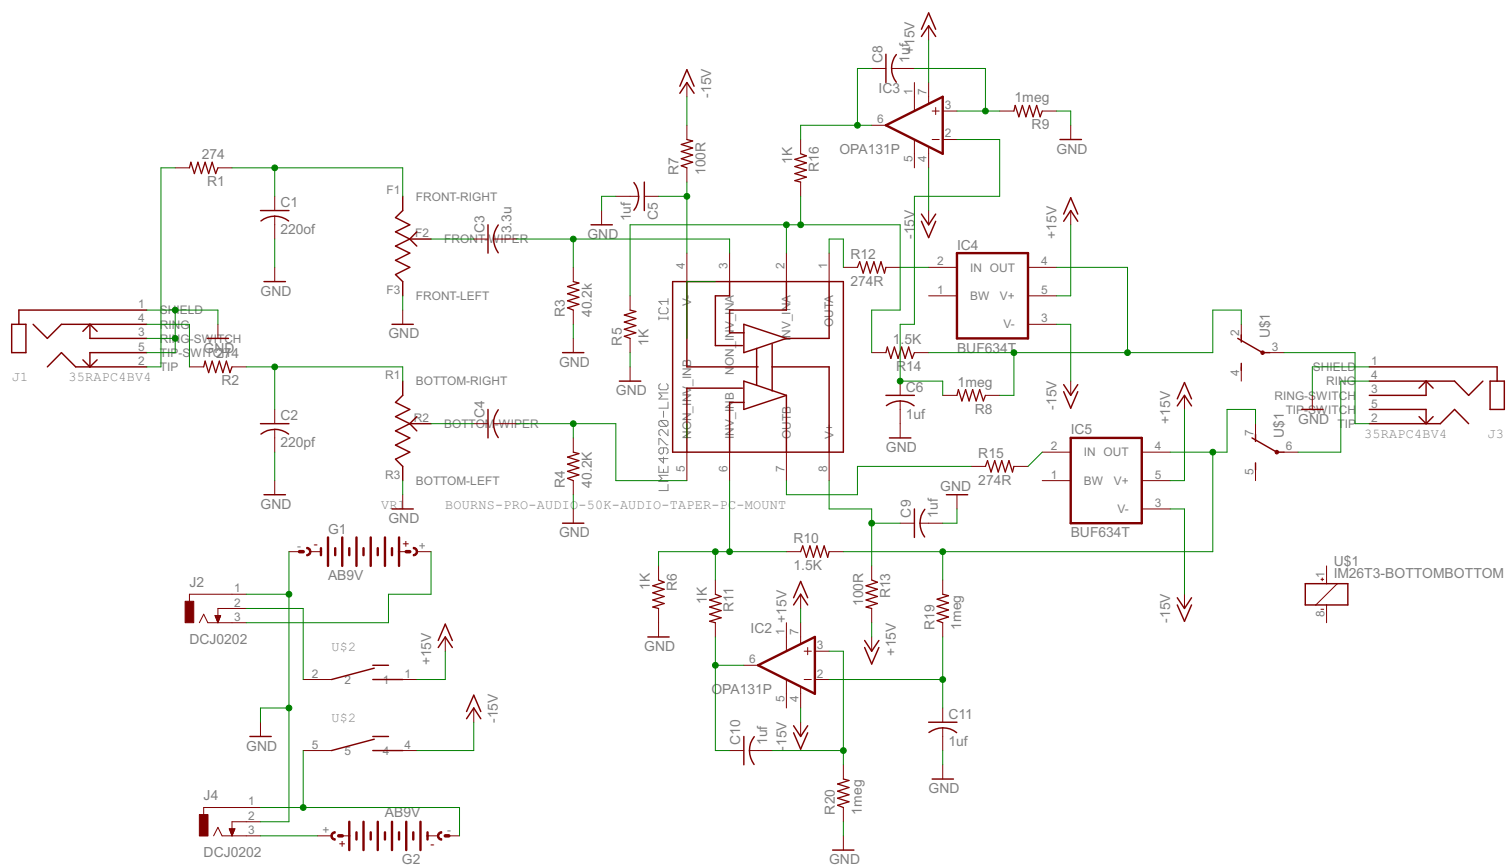 +15V
C8
1uf
IC3
-15V
1
7
3
6
2
5
4
1meg
R9
GND
OPA131P
R7
100R
1K
R16
274
R1
F1
FRONT-RIGHT
C1
220of
F2
FRONT-WIPER
C3
3.3u
1uf
C5
GND
-15V
+15V
IC4
GND
F3
FRONT-LEFT
GND
R3
40.2k
GND
R5
1K
GND
4
3
2
1
IC1
V-
NON_INV_INA
INV_INA
OUTA
R12
274R
2
IN
OUT
4
1
BW
V+
5
V-
3
BUF634T
1.5K
R14
1meg
R8
C6
1uf
GND
-15V
+15V
1
SHIELD
4
RING
3
RING-SWITCH
5
TIP-SWITCH
2
TIP
GND
J1
35RAPC4BV4
274
R2
R1
BOTTOM-RIGHT
C2
220pf
R2
BOTTOM-WIPER
C4
GND
R3
BOTTOM-LEFT
GND
R4
40.2K
GND
NON_INV_INB
INV_INB
OUTB
V+
LME49720-LMC
5
6
7
8
VR1
BOURNS-PRO-AUDIO-50K-AUDIO-TAPER-PC-MOUNT
U$1
2
3
4
U$1
7
6
5
SHIELD
1
RING
4
RING-SWITCH
3
TIP-SWITCH
5
TIP
2
GND
35RAPC4BV4
J3
R15
274R
IC5
2
IN
OUT
4
1
BW
V+
5
V-
3
BUF634T
-15V
GND
C9
1uf
G1
-
-
+
+
AB9V
J2
1
2
3
DCJ0202
R10
1.5K
1K
R6
GND
1K
R11
100R
R13
+15V
R19
1meg
U$1
IM26T3-BOTTOMBOTTOM
1
+
8
-
+15V
IC2
1
7
3
6
2
5
4
OPA131P
-15V
C10
1uf
C11
1uf
GND
R20
1meg
GND
U$2
2
2
1
1
+15V
-15V
U$2
5
5
4
4
GND
J4
1
2
3
DCJ0202
AB9V
+
+
-
-
G2